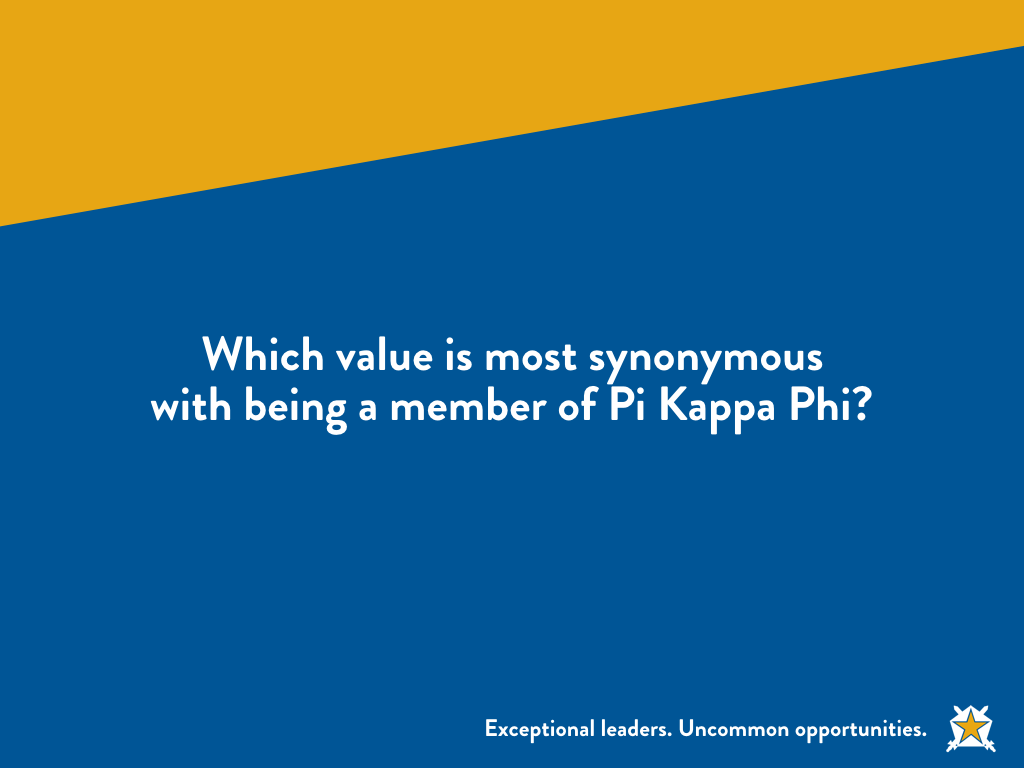 Which value is most synonymous
with being a member of Pi Kappa Phi?
Exceptional leaders. Uncommon opportunities.